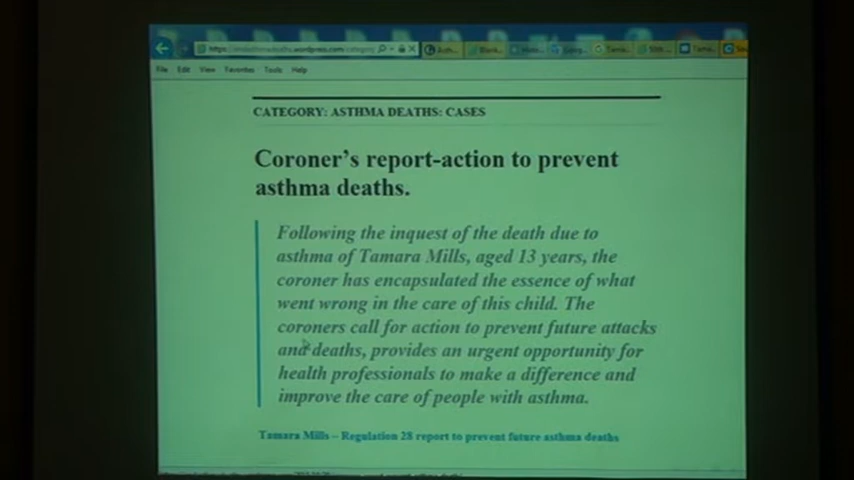 File Edit View Favorites Tools Help
CATEGORY: ASTHMA DEATHS: CASES
Coroner's report-action to prevent
asthma deaths.
Following the inquest of the death due to
asthma of Tamara Mills, aged 13 years, the
coroner has encapsulated the essence of what
went wrong in the care of this child. The
coroners call for action to prevent future attacks
and deaths, provides an urgent opportunity for
health professionals to make a difference and
improve the care of people with asthma.
Tamara Mills – Regulation 28 report to prevent future asthma deaths